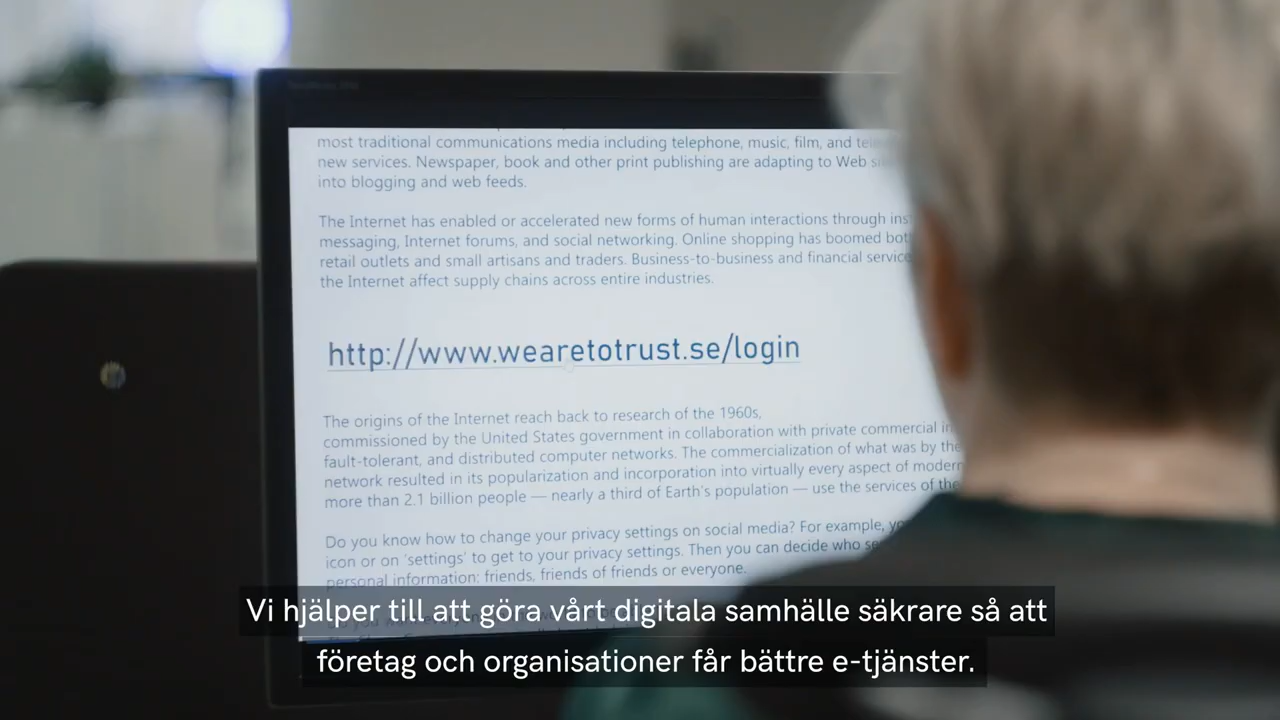 most traditional communications media including telephone, music, film, and
new services. Newspaper, book and other print publishing are adapting to Web
into blogging and web feeds.
The Internet has enabled or accelerated new forms of human interactions through
messaging, Internet forums, and social networking. Online shopping has boomed
retail outlets and small artisans and traders. Business-to-business and financial
the Internet affect supply chains across entire industries.
http://www.wearetotrust.se/login
The origins of the Internet reach back to research of the 1960s,
commissioned by the United States government in collaboration with private commercial
fault-tolerant, and distributed computer networks. The commercialization of what was by the
network resulted in its popularization and incorporation into virtually every aspect of modern
more than 2.1 billion people — nearly a third of Earth's population — use the services of the
Do you know how to change your privacy settings on social media? For example,
icon or on 'settings' to get to your privacy settings. Then you can decide who
personal information: friends, friends of friends or everyone.
Vi hjälper till att göra vårt digitala samhälle säkrare så att
företag och organisationer får bättre e-tjänster.